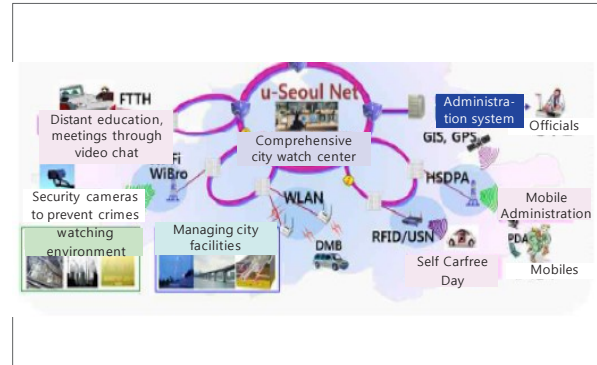 u-Seoul Net
FTTH
Distant education,
meetings through
video chat
Comprehensive
city watch center
Administra-
tion system
Officials
GIS, GPS
WiBro
HSDPA
Security cameras
to prevent crimes
watching
environment
WLAN
Managing city
facilities
DMB
RFID/USN
Mobile
Administration
PDA
Self Carfree
Day
Mobiles